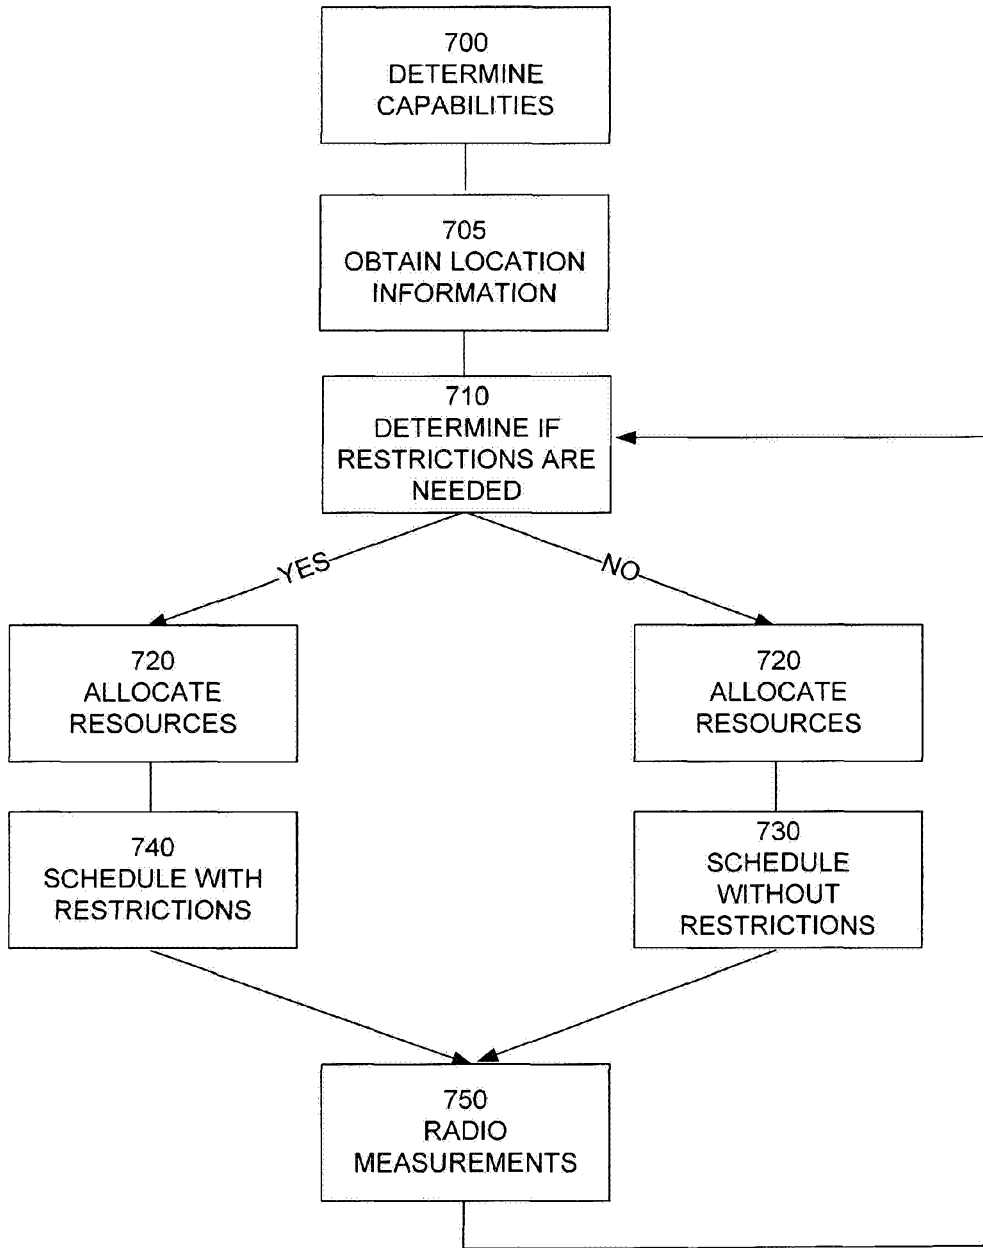 700
DETERMINE
CAPABILITIES
705
OBTAIN LOCATION
INFORMATION
710
DETERMINE IF
RESTRICTIONS ARE
NEEDED
YES
NO
720
ALLOCATE
RESOURCES
720
ALLOCATE
RESOURCES
740
SCHEDULE WITH
RESTRICTIONS
730
SCHEDULE
WITHOUT
RESTRICTIONS
750
RADIO
MEASUREMENTS